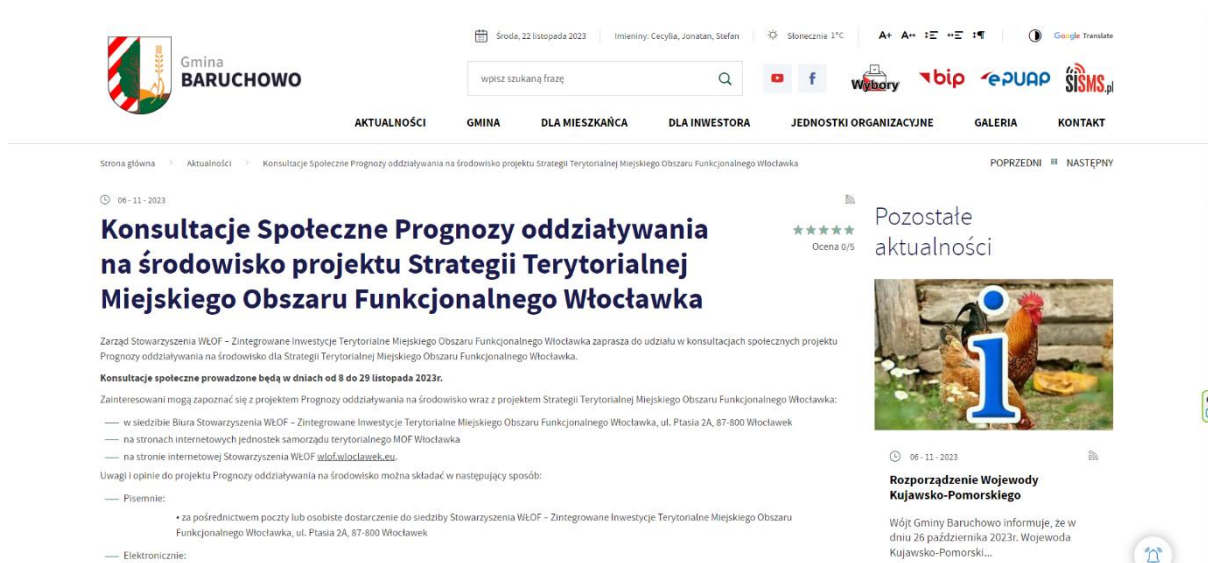 Gmina
BARUCHOWO
Środa, 22 listopada 2023
Imieniny: Cecylia, Jonatan, Stefan
Słonecznie 1°C
A+ A↔ ↕Ξ ↔Ξ ↕¶
Google Translate
wpisz szukaną frazę
f
Wybory
bip
epuap
SISMS.pl
AKTUALNOŚCI GMINA DLA MIESZKAŃCA DLA INWESTORA JEDNOSTKI ORGANIZACYJNE GALERIA KONTAKT
Strona główna > Aktualności > Konsultacje Społeczne Prognozy oddziaływania na środowisko projektu Strategii Terytorialnej Miejskiego Obszaru Funkcjonalnego Włocławka
POPRZEDNI NASTĘPNY
06 - 11 - 2023
Konsultacje Społeczne Prognozy oddziaływania
na środowisko projektu Strategii Terytorialnej
Miejskiego Obszaru Funkcjonalnego Włocławka
Ocena 0/5
Zarząd Stowarzyszenia WŁOF – Zintegrowane Inwestycje Terytorialne Miejskiego Obszaru Funkcjonalnego Włocławka zaprasza do udziału w konsultacjach społecznych projektu
Prognozy oddziaływania na środowisko dla Strategii Terytorialnej Miejskiego Obszaru Funkcjonalnego Włocławka.
Konsultacje społeczne prowadzone będą w dniach od 8 do 29 listopada 2023r.
Zainteresowani mogą zapoznać się z projektem Prognozy oddziaływania na środowisko wraz z projektem Strategii Terytorialnej Miejskiego Obszaru Funkcjonalnego Włocławka:
— w siedzibie Biura Stowarzyszenia WŁOF – Zintegrowane Inwestycje Terytorialne Miejskiego Obszaru Funkcjonalnego Włocławka, ul. Ptasia 2A, 87-800 Włocławek
— na stronach internetowych jednostek samorządu terytorialnego MOF Włocławka
— na stronie internetowej Stowarzyszenia WŁOF wlof.wloclawek.eu.
Uwagi i opinie do projektu Prognozy oddziaływania na środowisko można składać w następujący sposób:
— Pisemnie:
• za pośrednictwem poczty lub osobiste dostarczenie do siedziby Stowarzyszenia WŁOF – Zintegrowane Inwestycje Terytorialne Miejskiego Obszaru
Funkcjonalnego Włocławka, ul. Ptasia 2A, 87-800 Włocławek
— Elektronicznie:
Pozostałe
aktualności
i
06 - 11 - 2023
Rozporządzenie Wojewody
Kujawsko-Pomorskiego
Wójt Gminy Baruchowo informuje, że w
dniu 26 października 2023r. Wojewoda
Kujawsko-Pomorski...